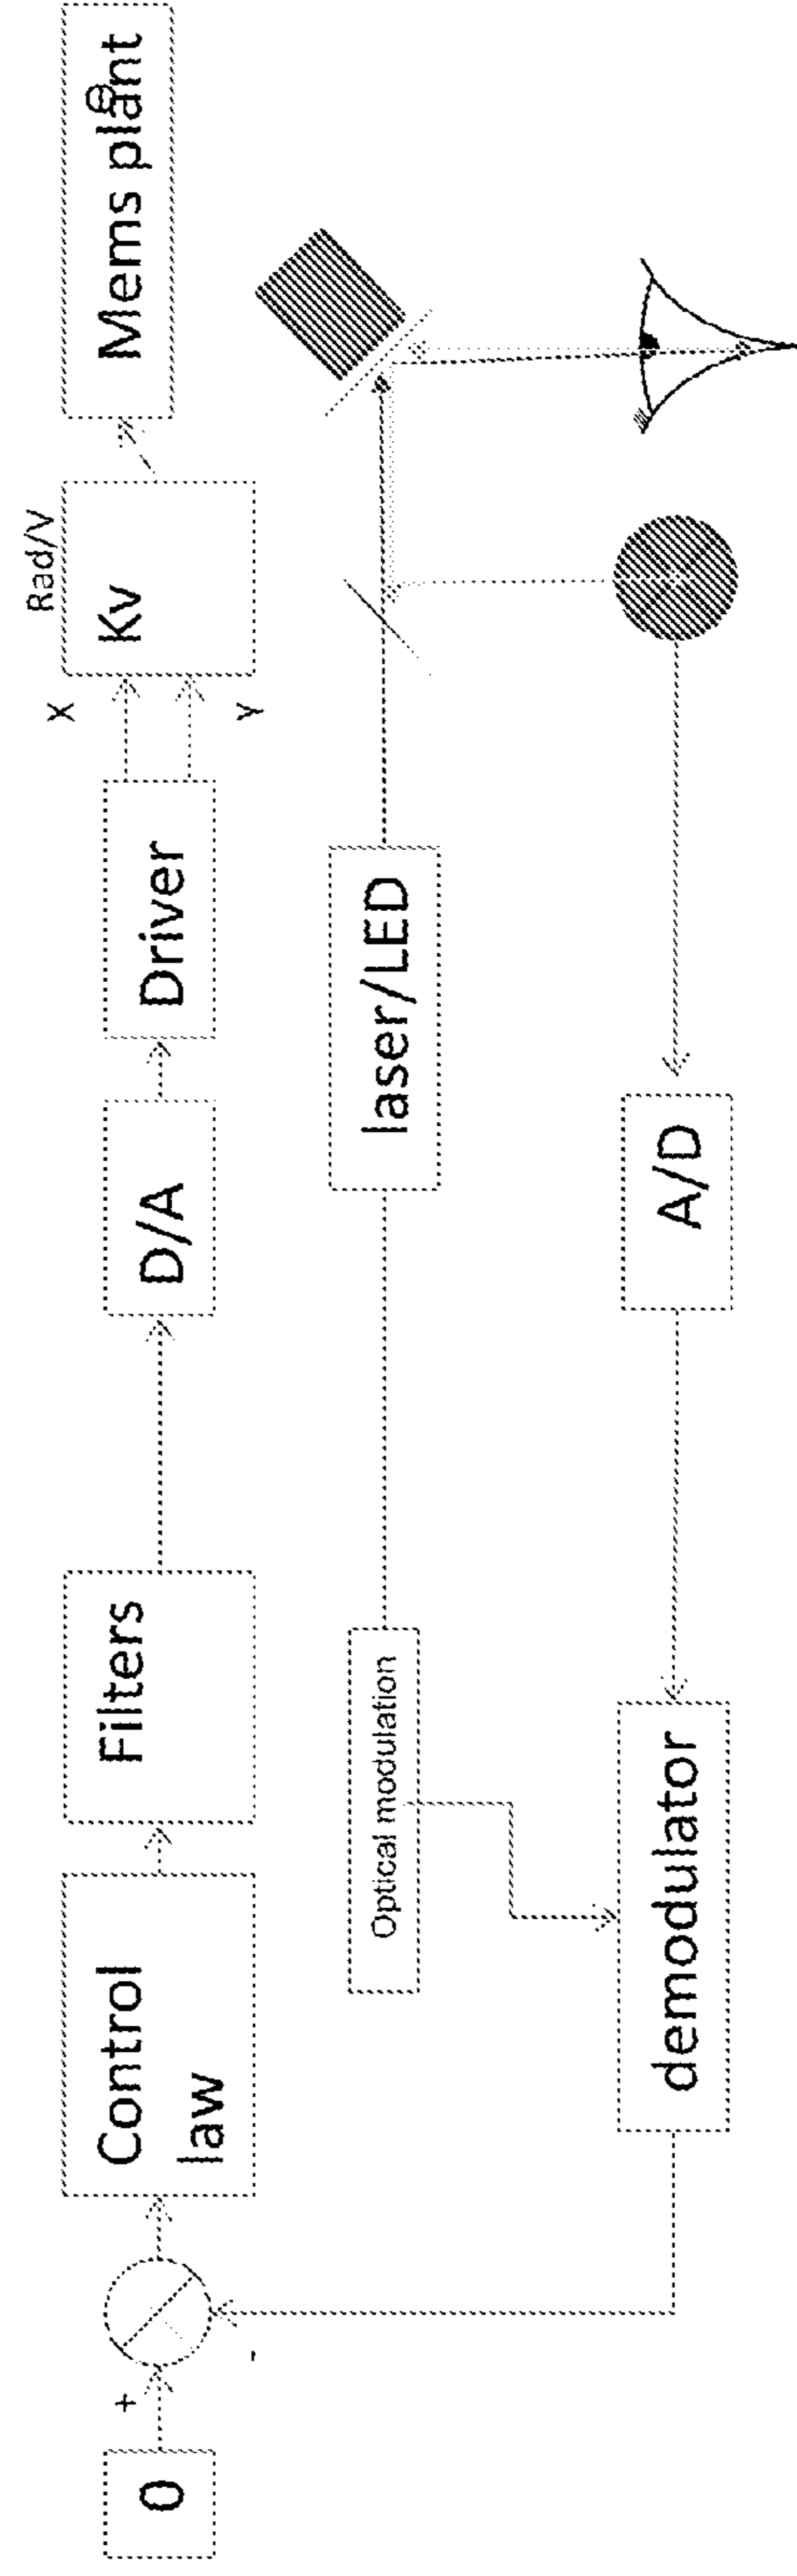 0
+
-
Control
law
Filters
D/A
Driver
X
Y
Rad/V
Kv
Θ
Mems plant
Optical modulation
laser/LED
demodulator
A/D